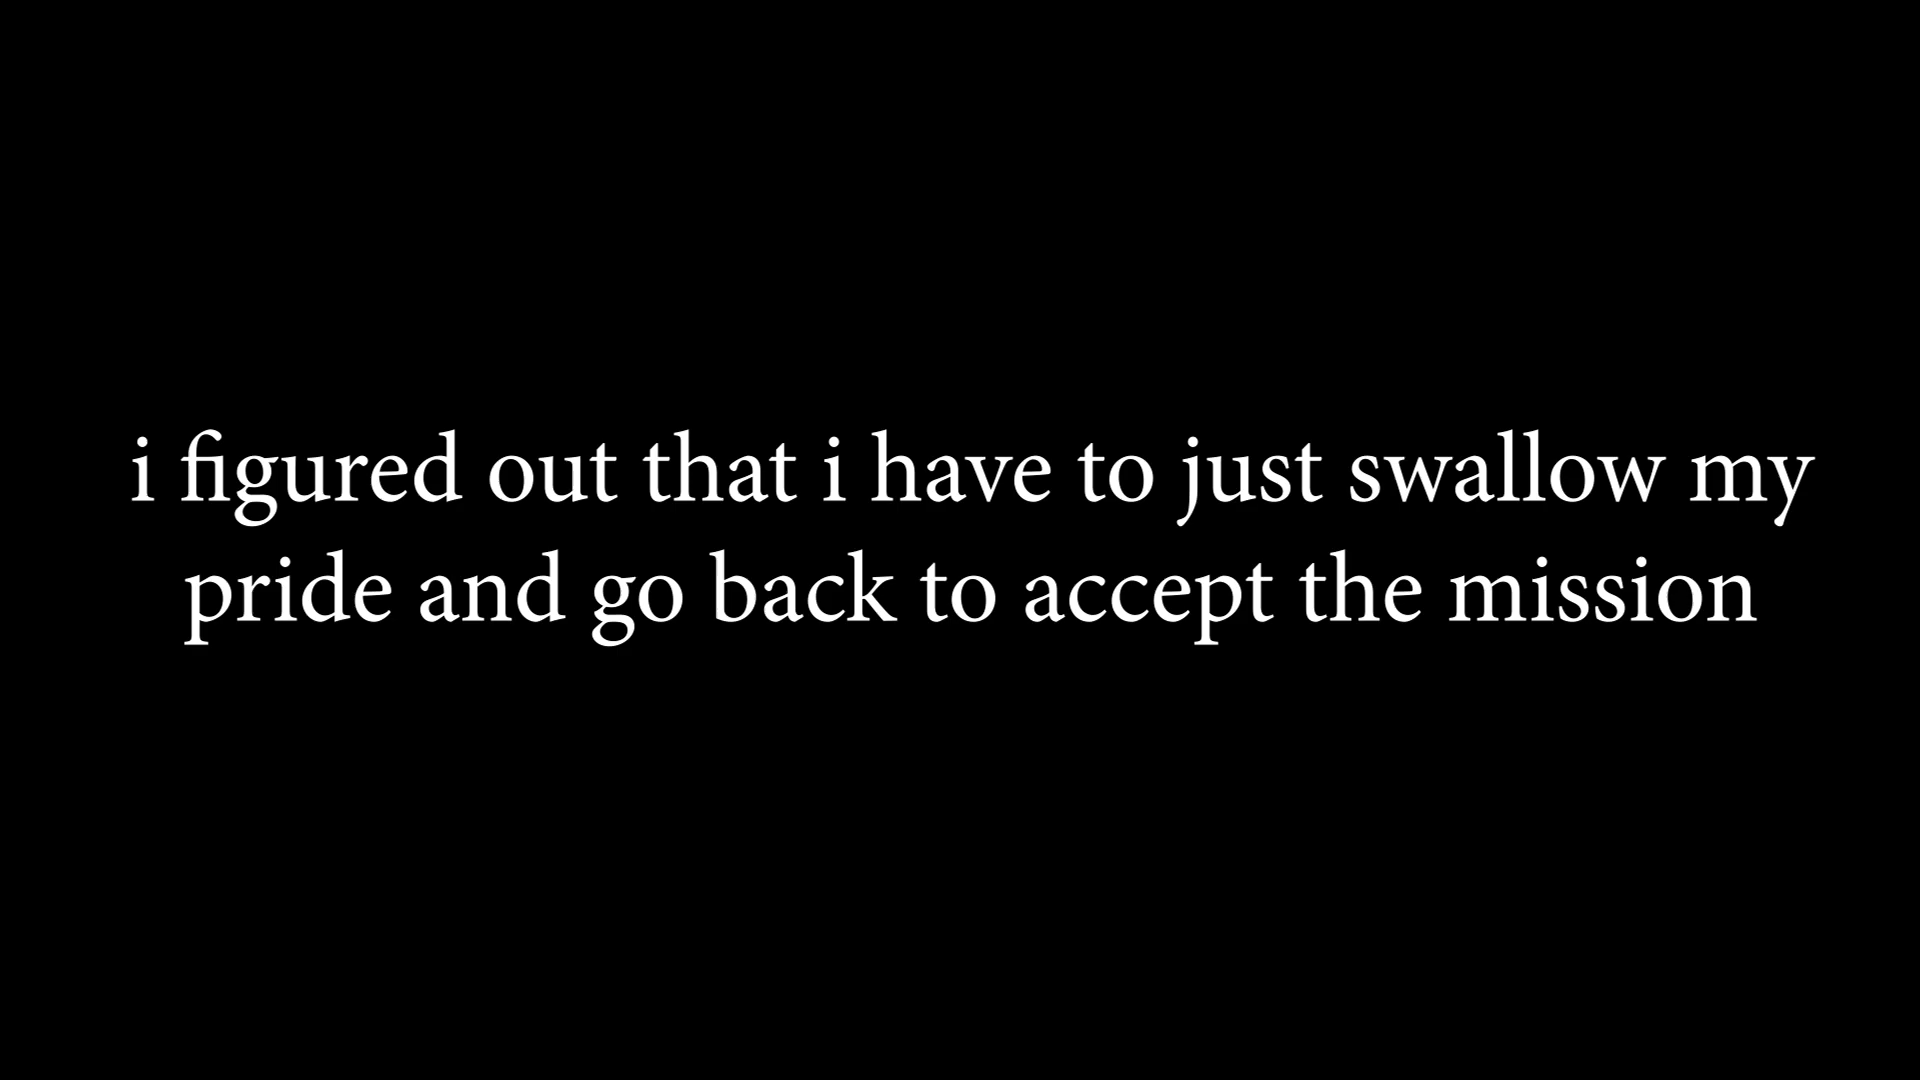 i figured out that i have to just swallow my
pride and go back to accept the mission